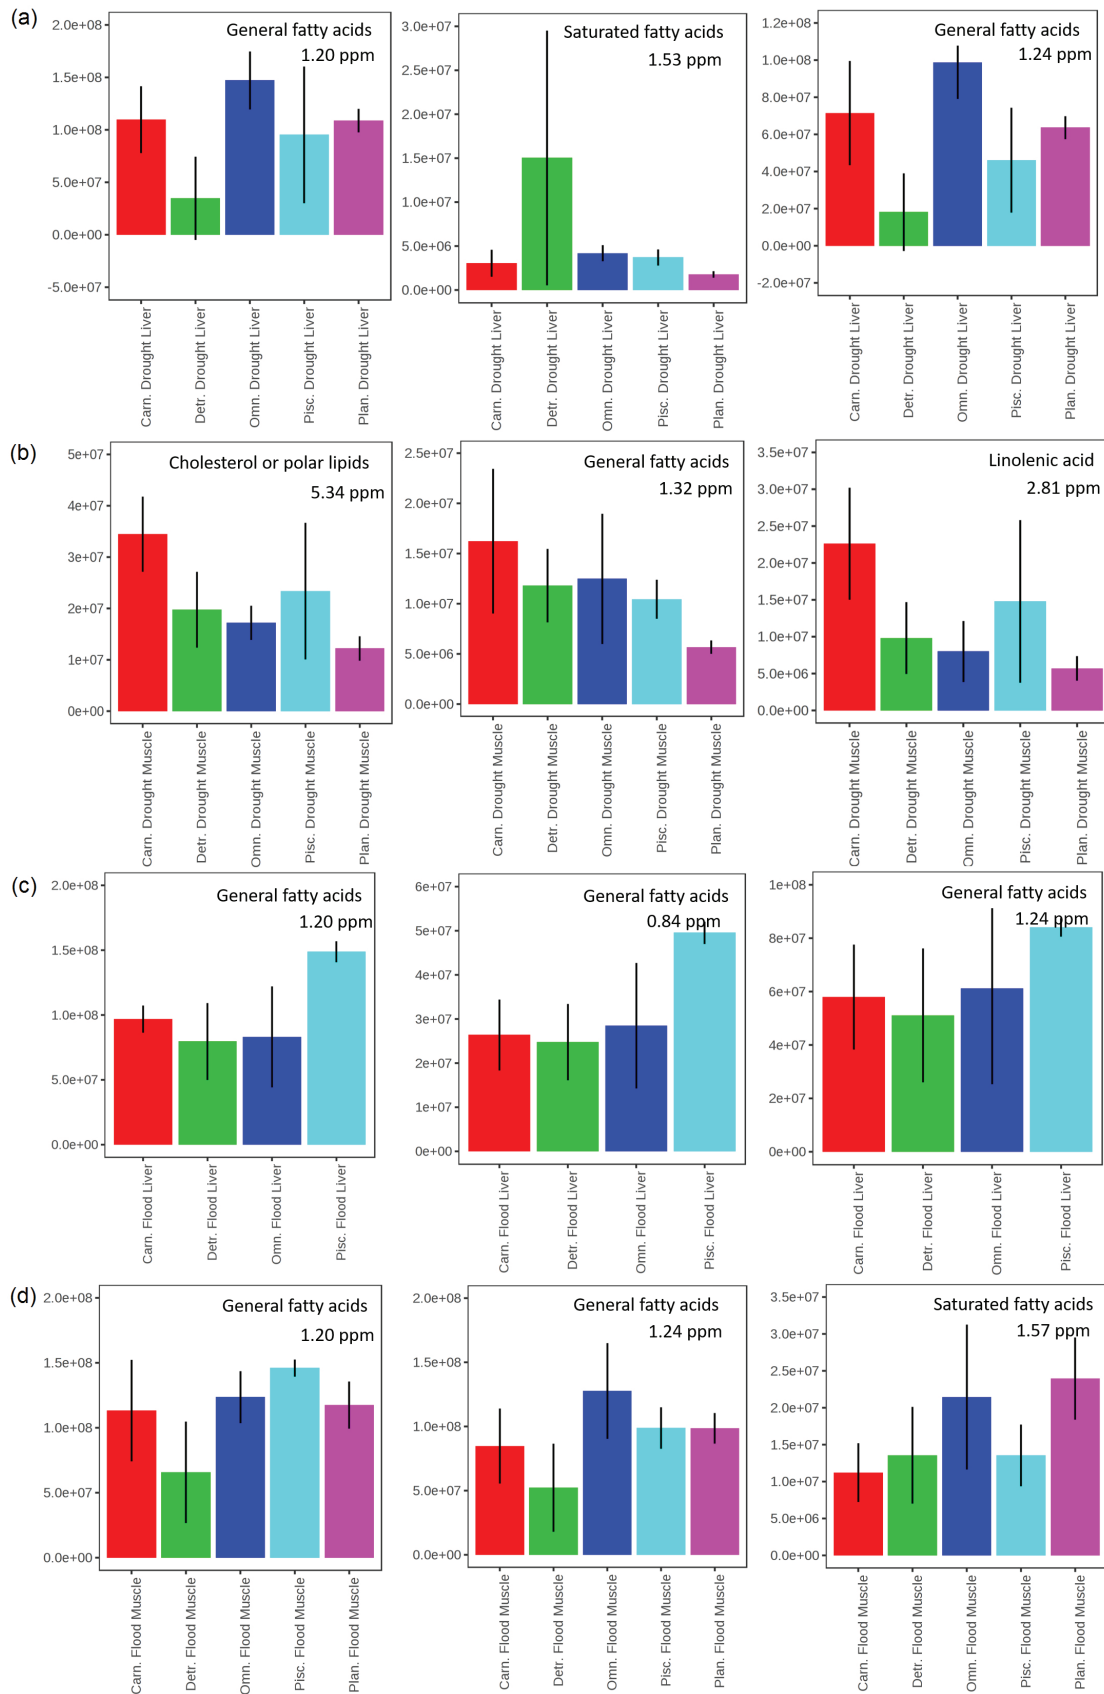 (a)
General fatty acids
1.20 ppm
2.0e+08
1.5e+08
1.0e+08
5.0e+07
0.0e+00
-5.0e+07
Carn. Drought Liver
Detr. Drought Liver
Omn. Drought Liver
Pisc. Drought Liver
Plan. Drought Liver
Saturated fatty acids
1.53 ppm
3.0e+07
2.0e+07
1.5e+07
1.0e+07
5.0e+06
0.0e+00
Carn. Drought Liver
Detr. Drought Liver
Omn. Drought Liver
Pisc. Drought Liver
Plan. Drought Liver
General fatty acids
1.24 ppm
1.2e+08
1.0e+08
8.0e+07
6.0e+07
4.0e+07
2.0e+07
0.0e+00
-2.0e+07
Carn. Drought Liver
Detr. Drought Liver
Omn. Drought Liver
Pisc. Drought Liver
Plan. Drought Liver
(b)
Cholesterol or polar lipids
5.34 ppm
5e+07
4e+07
3e+07
2e+07
1e+07
0e+00
Carn. Drought Muscle
Detr. Drought Muscle
Omn. Drought Muscle
Pisc. Drought Muscle
Plan. Drought Muscle
General fatty acids
1.32 ppm
2.5e+07
2.0e+07
1.5e+07
1.0e+07
5.0e+06
0.0e+00
Carn. Drought Muscle
Detr. Drought Muscle
Omn. Drought Muscle
Pisc. Drought Muscle
Plan. Drought Muscle
Linolenic acid
2.81 ppm
3.5e+07
3.0e+07
2.5e+07
2.0e+07
1.5e+07
1.0e+07
5.0e+06
0.0e+00
Carn. Drought Muscle
Detr. Drought Muscle
Omn. Drought Muscle
Pisc. Drought Muscle
Plan. Drought Muscle
(c)
General fatty acids
1.20 ppm
2.0e+08
1.5e+08
1.0e+08
5.0e+07
0.0e+00
Carn. Flood Liver
Detr. Flood Liver
Omn. Flood Liver
Pisc. Flood Liver
General fatty acids
0.84 ppm
6e+07
5e+07
4e+07
3e+07
2e+07
1e+07
0e+00
Carn. Flood Liver
Detr. Flood Liver
Omn. Flood Liver
Pisc. Flood Liver
General fatty acids
1.24 ppm
1e+08
8e+07
6e+07
4e+07
2e+07
0e+00
Carn. Flood Liver
Detr. Flood Liver
Omn. Flood Liver
Pisc. Flood Liver
(d)
General fatty acids
1.20 ppm
2.0e+08
1.5e+08
1.0e+08
5.0e+07
0.0e+00
Carn. Flood Muscle
Detr. Flood Muscle
Omn. Flood Muscle
Pisc. Flood Muscle
Plan. Flood Muscle
General fatty acids
1.24 ppm
2.0e+08
1.5e+08
1.0e+08
5.0e+07
0.0e+00
Carn. Flood Muscle
Detr. Flood Muscle
Omn. Flood Muscle
Pisc. Flood Muscle
Plan. Flood Muscle
Saturated fatty acids
1.57 ppm
3.5e+07
3.0e+07
2.5e+07
2.0e+07
1.5e+07
1.0e+07
5.0e+06
0.0e+00
Carn. Flood Muscle
Detr. Flood Muscle
Omn. Flood Muscle
Pisc. Flood Muscle
Plan. Flood Muscle